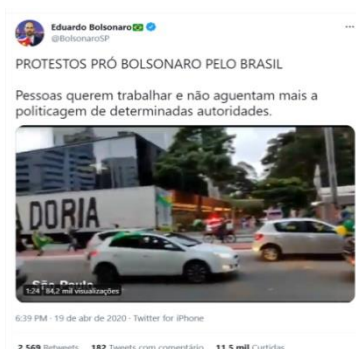 Eduardo Bolsonaro
@BolsonaroSP
PROTESTOS PRÓ BOLSONARO PELO BRASIL
Pessoas querem trabalhar e não aguentam mais a
politicagem de determinadas autoridades.
A DORIA
São Paulo
1:24 84,2 mil visualizações
6:39 PM · 19 de abr de 2020 · Twitter for iPhone
2.569 Retweets 182 Tweets com comentário 11,5 mil Curtidas